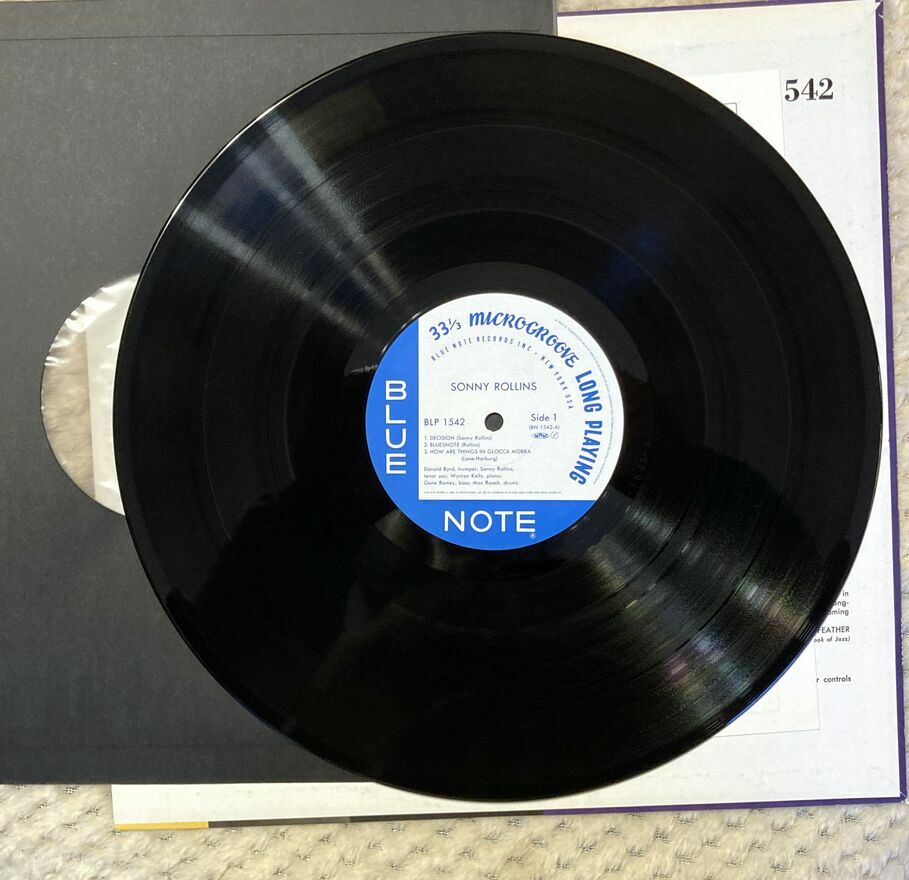 542
33⅓ MICROGROOVE LONG PLAYING
BLUE NOTE RECORDS INC · NEW YORK USA
SONNY ROLLINS
BLP 1542
Side 1
(BN 1542-A)
1. DECISION (Sonny Rollins)
2. BLUESNOTE (Rollins)
3. HOW ARE THINGS IN GLOCCA MORRA
(Lane-Harburg)
Donald Byrd, trumpet; Sonny Rollins,
tenor sax; Wynton Kelly, piano;
Gene Ramey, bass; Max Roach, drums.
BLUE
NOTE
®
in
ong-
oming
FEATHER
ook of Jazz)
r controls